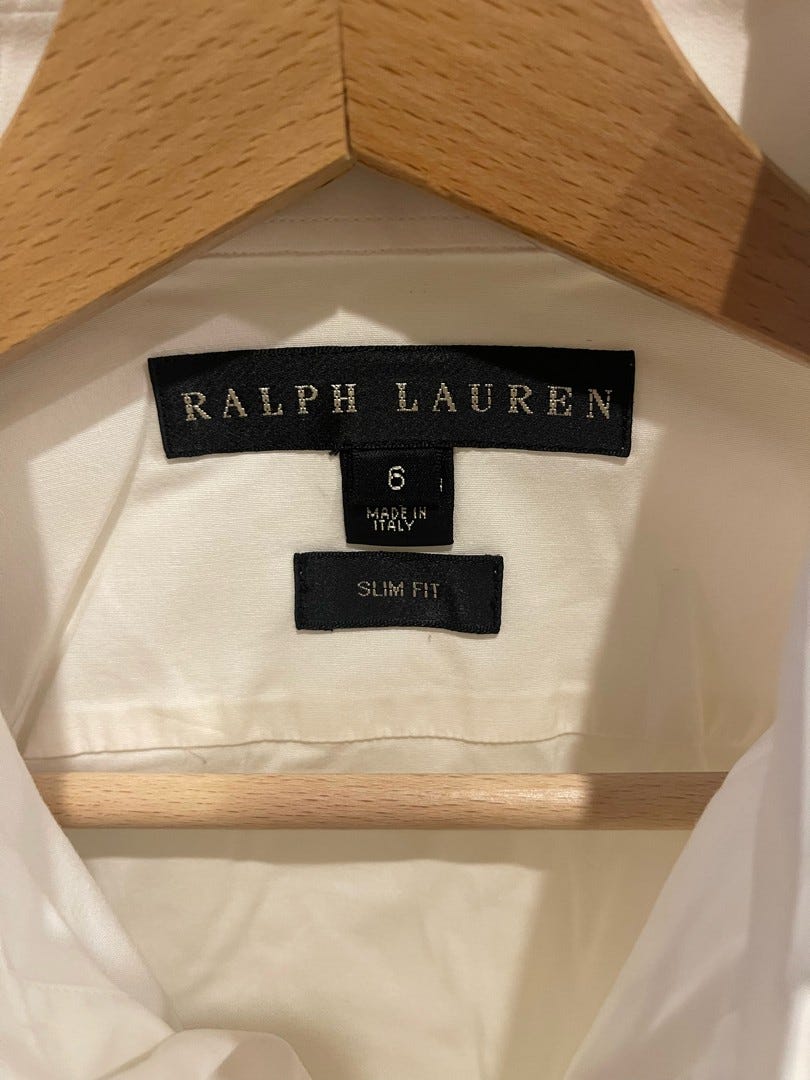 RALPH LAUREN
6
MADE IN
ITALY
SLIM FIT